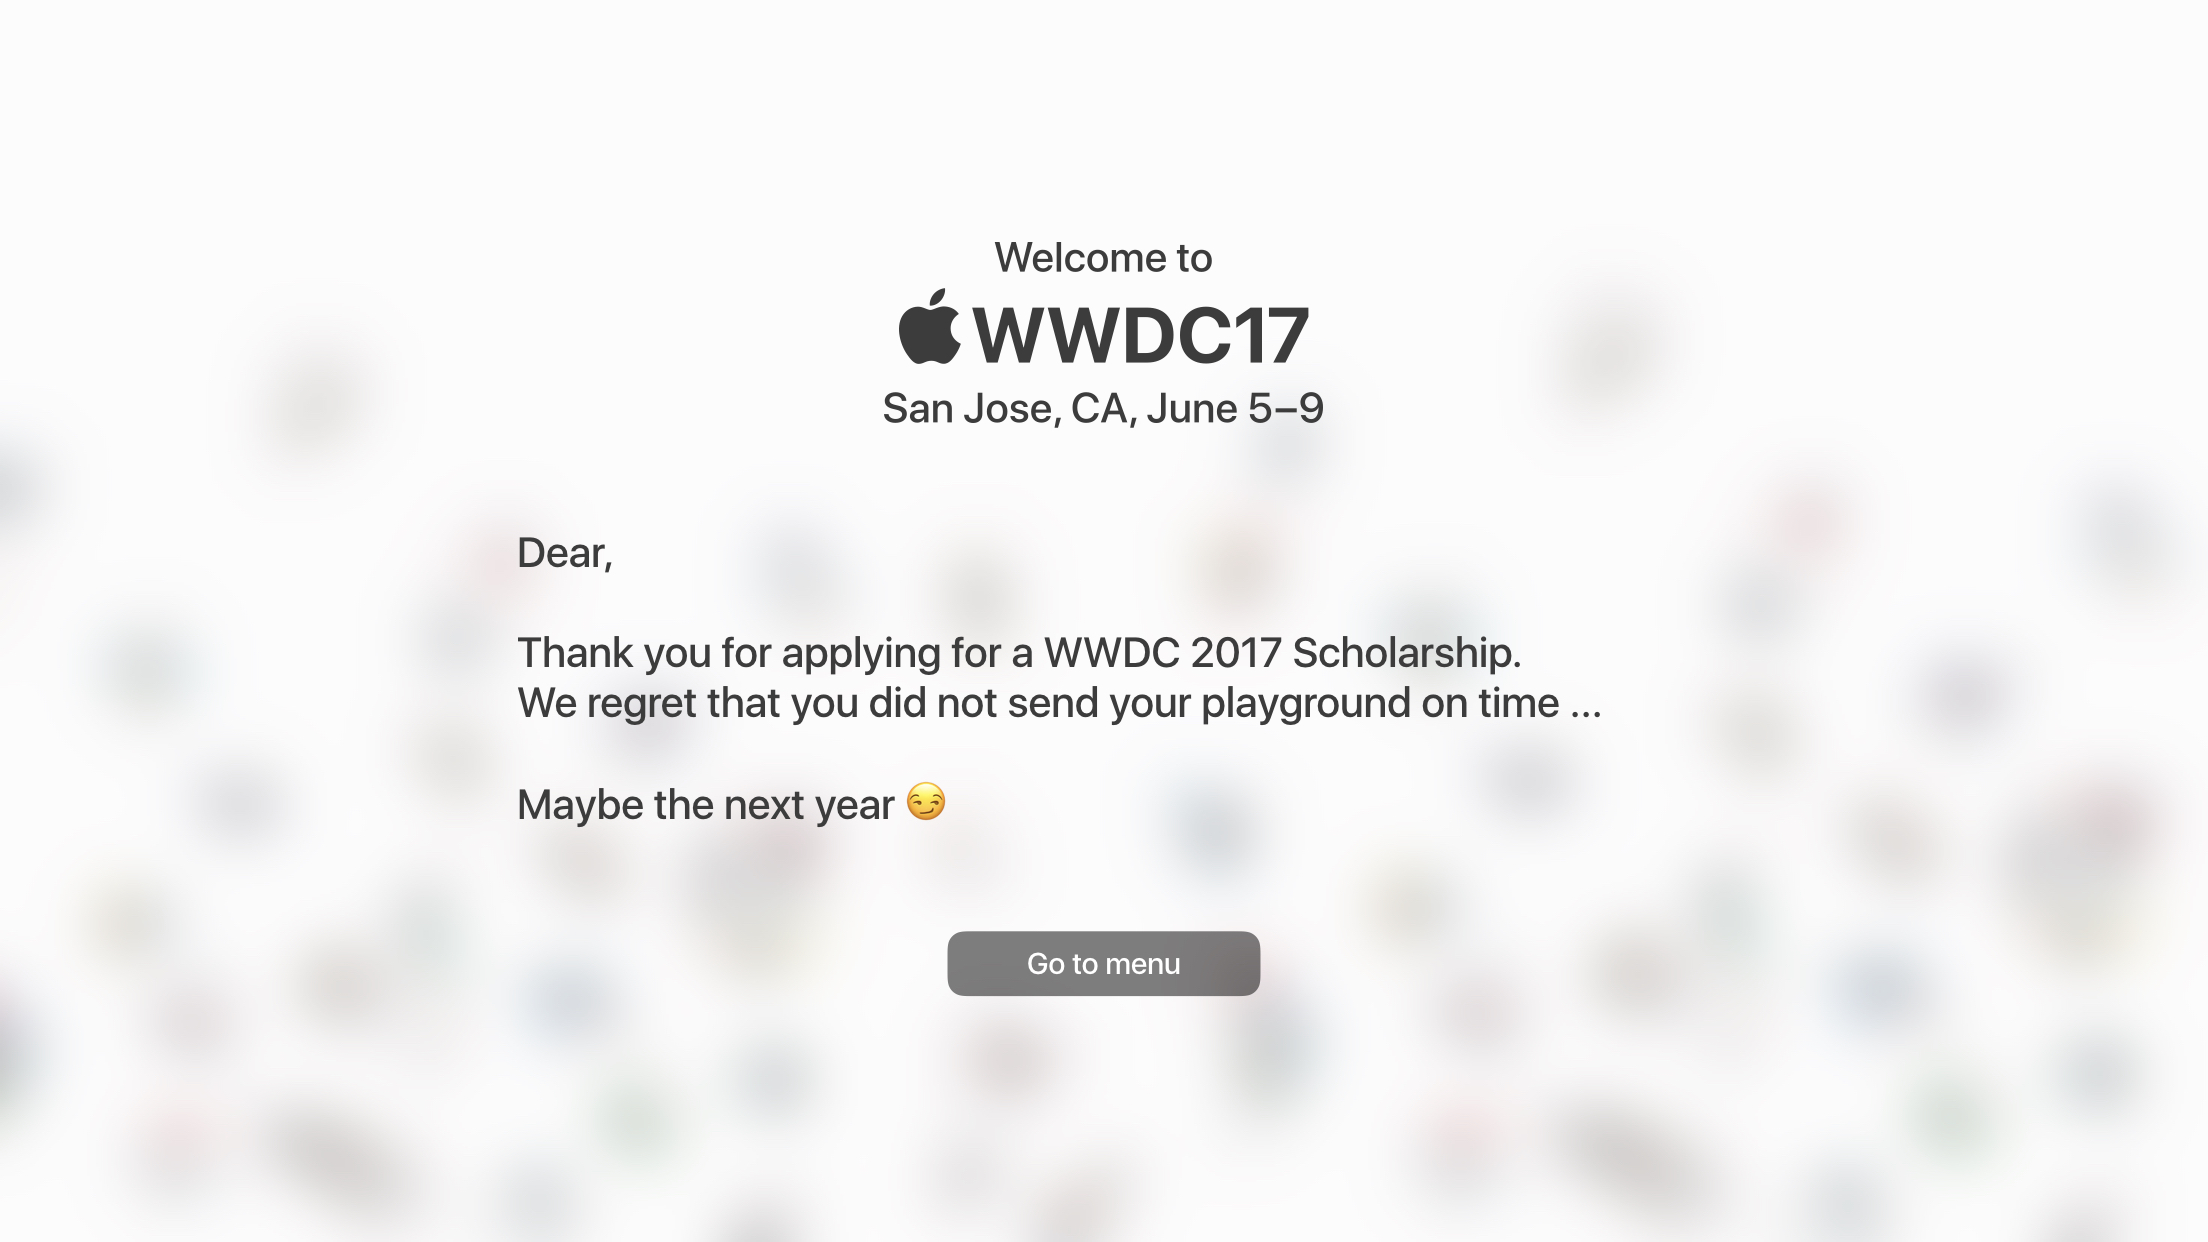 Welcome to
WWDC17
San Jose, CA, June 5–9
Dear,
Thank you for applying for a WWDC 2017 Scholarship.
We regret that you did not send your playground on time ...
Maybe the next year 😏
Go to menu